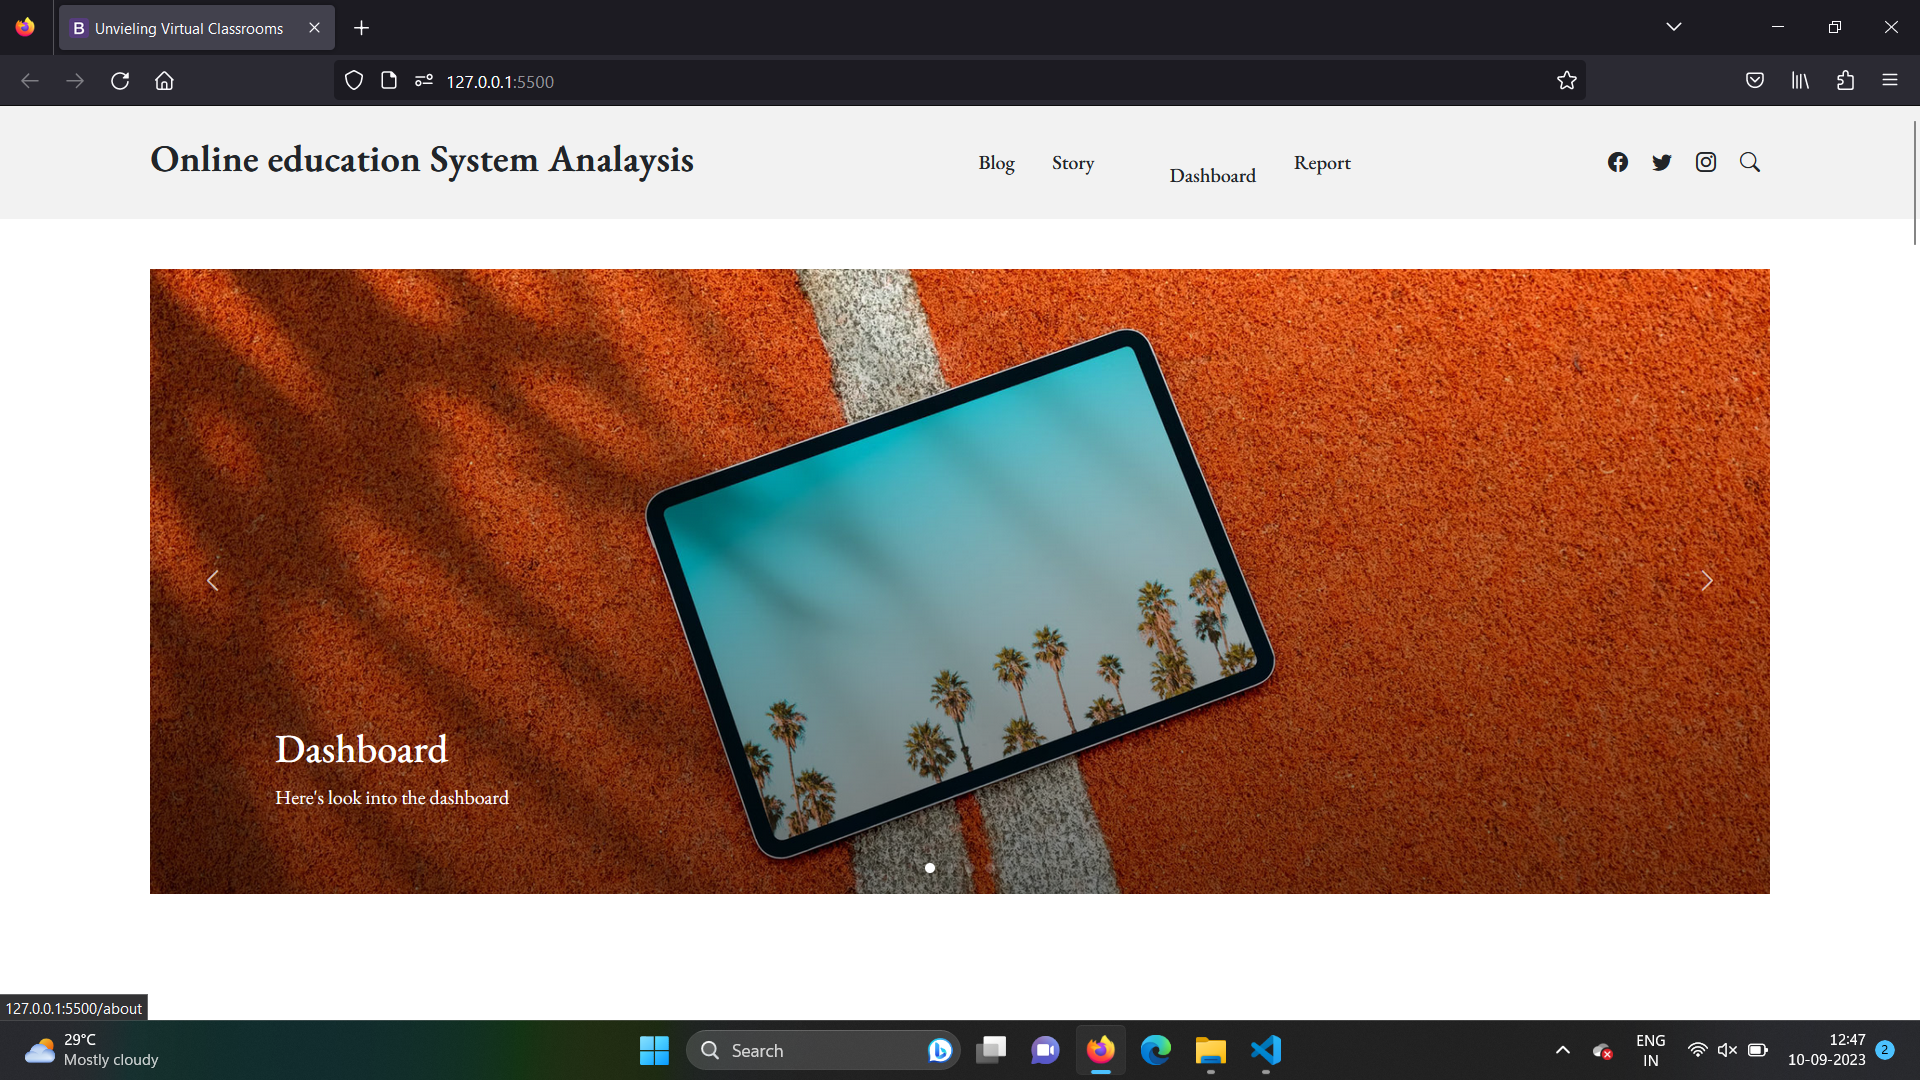 B Unvieling Virtual Classrooms
127.0.0.1:5500
Online education System Analaysis
Blog Story Dashboard Report
Dashboard
Here's look into the dashboard
127.0.0.1:5500/about
29°C
Mostly cloudy
Search
ENG
IN
12:47
10-09-2023
2